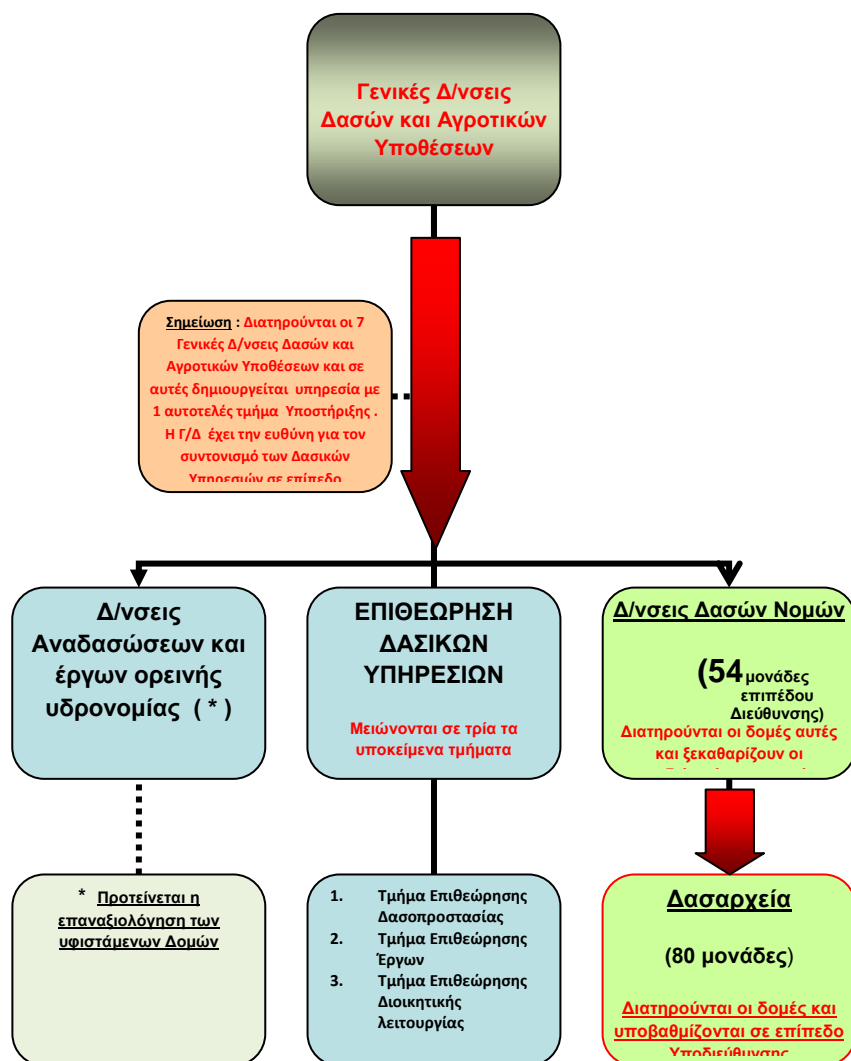 Γενικές Δ/νσεις
Δασών και Αγροτικών
Υποθέσεων
Σημείωση : Διατηρούνται οι 7
Γενικές Δ/νσεις Δασών και
Αγροτικών Υποθέσεων και σε
αυτές δημιουργείται υπηρεσία με
1 αυτοτελές τμήμα Υποστήριξης .
Η Γ/Δ έχει την ευθύνη για τον
συντονισμό των Δασικών
Υπηρεσιών σε επίπεδο
Δ/νσεις
Αναδασώσεων και
έργων ορεινής
υδρονομίας ( * )
ΕΠΙΘΕΩΡΗΣΗ
ΔΑΣΙΚΩΝ
ΥΠΗΡΕΣΙΩΝ
Μειώνονται σε τρία τα
υποκείμενα τμήματα
Δ/νσεις Δασών Νομών
(54 μονάδες
επιπέδου
Διεύθυνσης)
Διατηρούνται οι δομές αυτές
και ξεκαθαρίζουν οι
* Προτείνεται η
επαναξιολόγηση των
υφιστάμενων Δομών
1. Τμήμα Επιθεώρησης
Δασοπροστασίας
2. Τμήμα Επιθεώρησης
Έργων
3. Τμήμα Επιθεώρησης
Διοικητικής
λειτουργίας
Δασαρχεία
(80 μονάδες)
Διατηρούνται οι δομές και
υποβαθμίζονται σε επίπεδο
Υποδιεύθυνσης